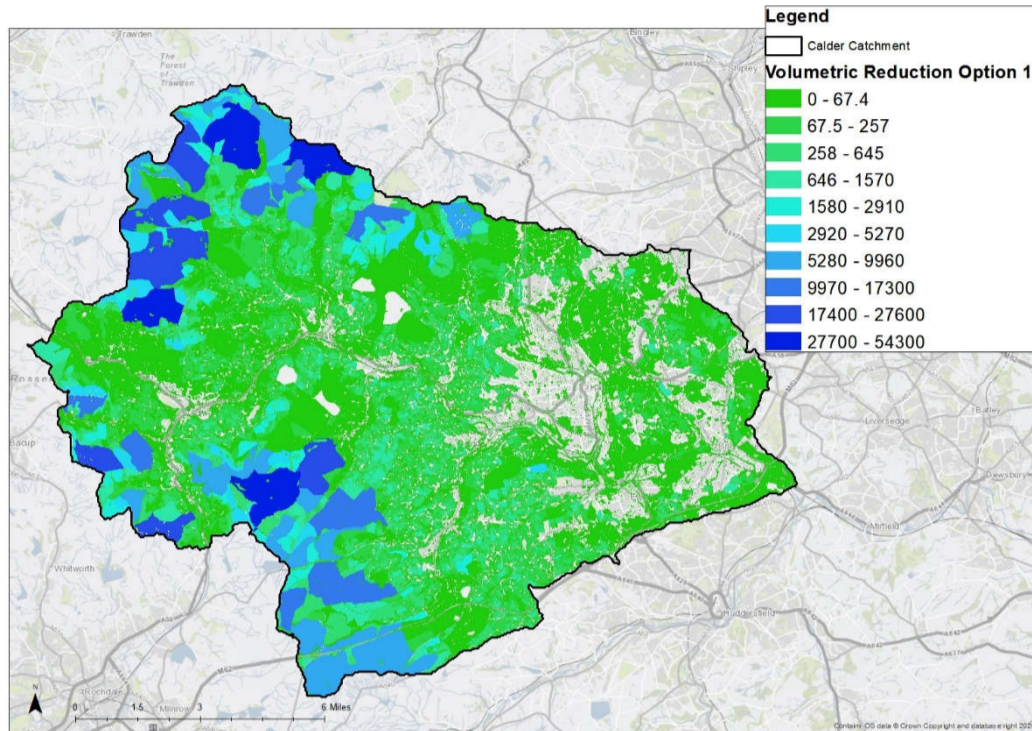 Legend
Calder Catchment
Volumetric Reduction Option 1
0 - 67.4
67.5 - 257
258 - 645
646 - 1570
1580 - 2910
2920 - 5270
5280 - 9960
9970 - 17300
17400 - 27600
27700 - 54300
Trawden
The
Forest
of
Trawden
Bingley
Shipley
Bacup
Whitworth
Rochdale
Milnrow
M62
Liversedge
Batley
Dewsbury
Mirfield
Huddersfield
A642
A637
N
0 1.5 3 6 Miles
Contains OS data © Crown Copyright and database right